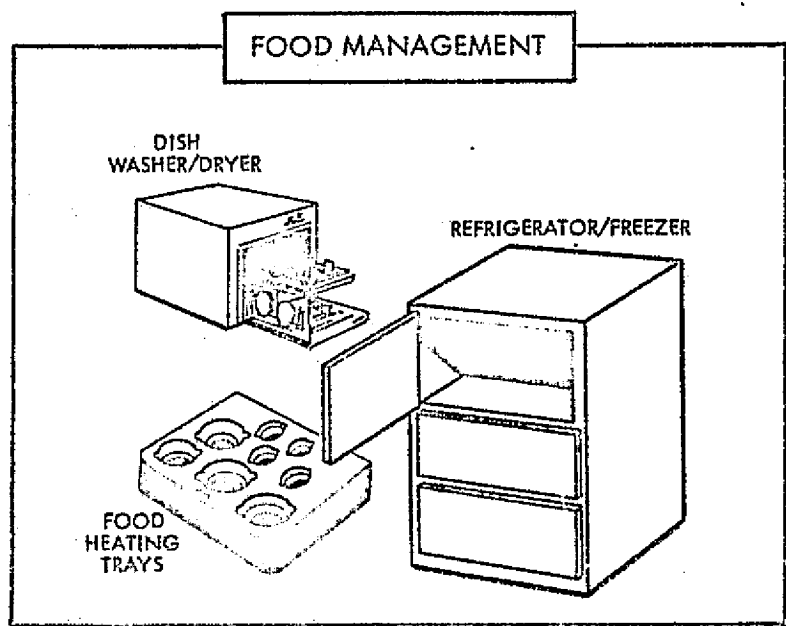 FOOD MANAGEMENT
DISH
WASHER/DRYER
REFRIGERATOR/FREEZER
FOOD
HEATING
TRAYS